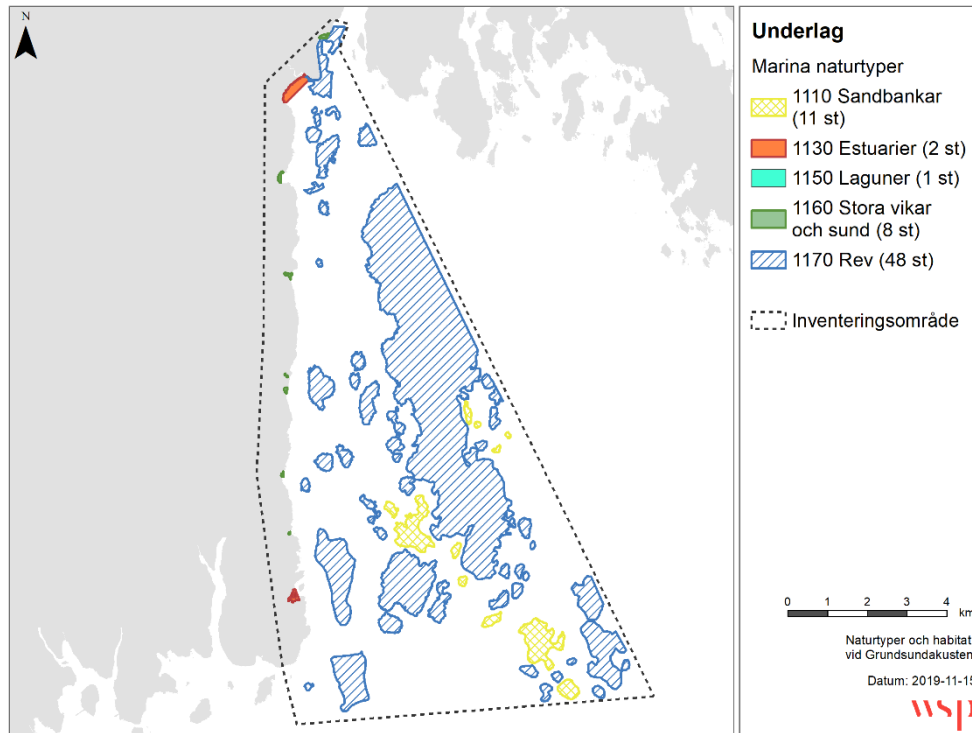 N
Underlag
Marina naturtyper
1110 Sandbankar
(11 st)
1130 Estuarier (2 st)
1150 Laguner (1 st)
1160 Stora vikar
och sund (8 st)
1170 Rev (48 st)
Inventeringsområde
0 1 2 3 4
km
Naturtyper och habitat
vid Grundsundakusten
Datum: 2019-11-15
wsp